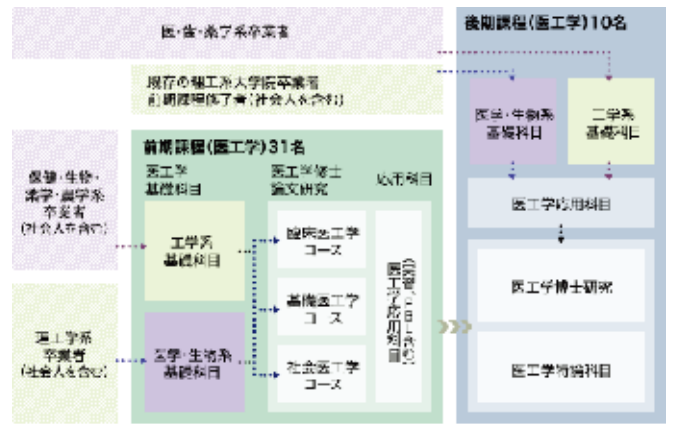 医・歯・薬学系卒業者
後期課程(医工学)10名
既存の理工系大学院卒業者
前期課程修了者(社会人を含む)
医学・生物系
基礎科目
工学系
基礎科目
前期課程(医工学)31名
保健・生物・
薬学・農学系
卒業者
(社会人を含む)
医工学
基礎科目
医工学修士
論文研究
応用科目
医工学応用科目
工学系
基礎科目
臨床医工学
コース
基礎医工学
コース
医工学応用科目
医工学博士研究
理工学系
卒業者
(社会人を含む)
医学・生物系
基礎科目
社会医工学
コース
医工学特論科目